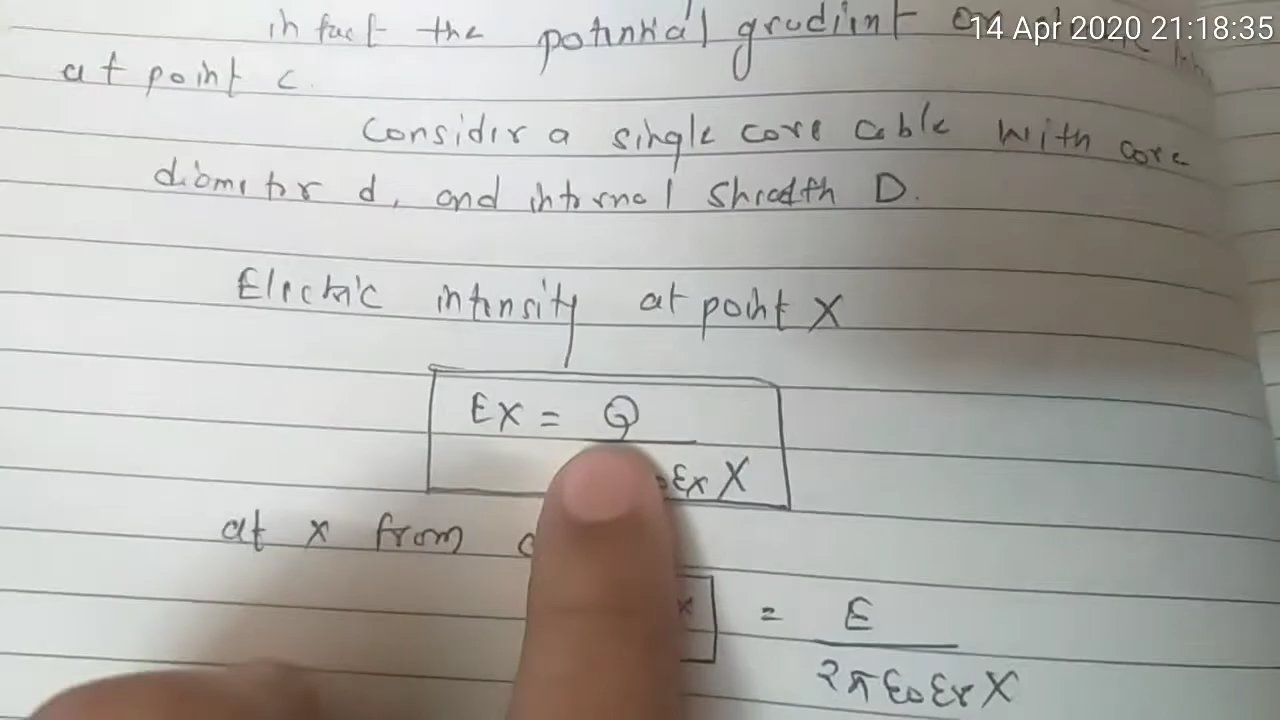 in fact the potential gradient
14 Apr 2020 21:18:35
at point c.
Consider a single core cable with core
diameter d, and internal Sheadth D.
Electric intensity at point X
EX = Q
εr X
at x from
x = E
2π ε0 εr X